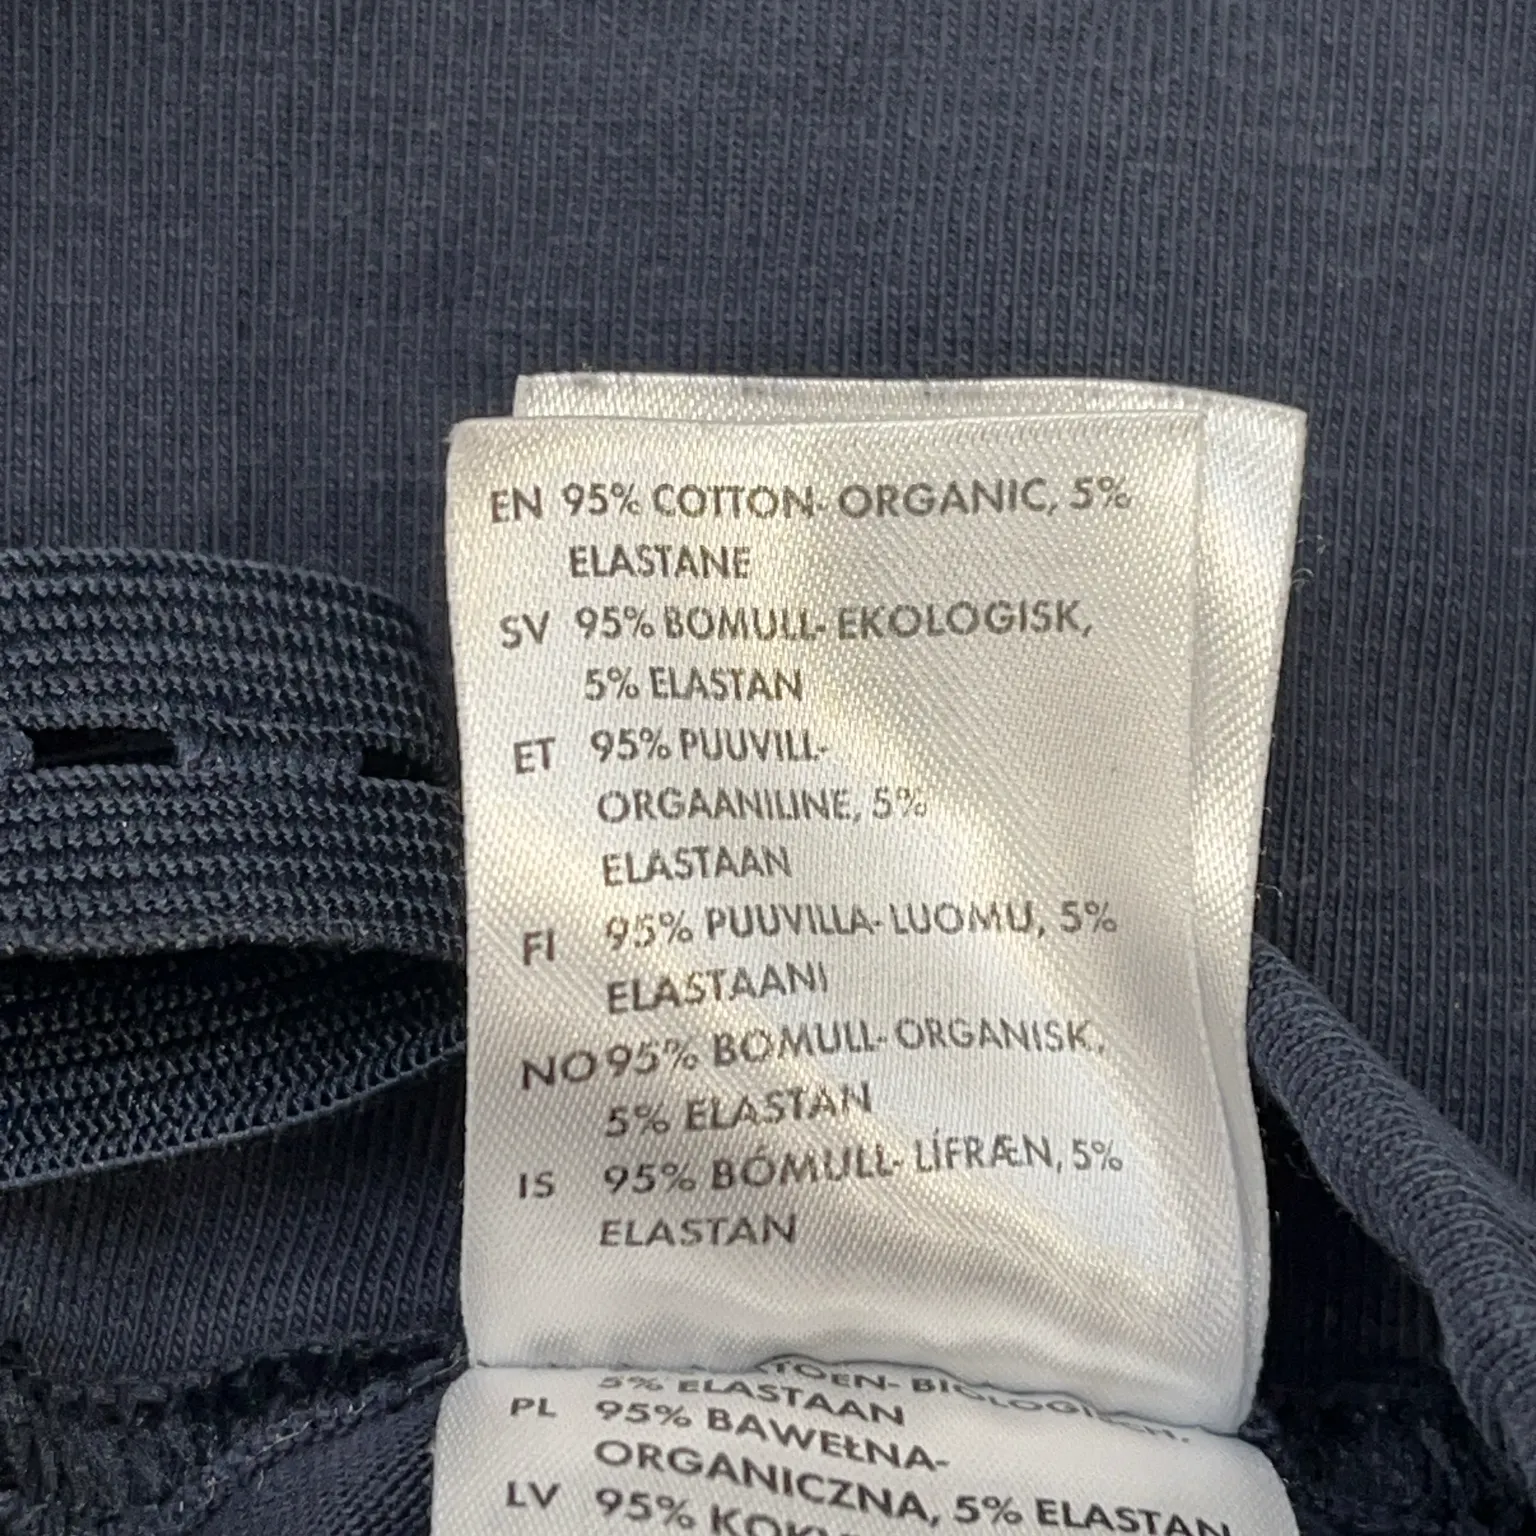 EN 95% COTTON- ORGANIC, 5%
ELASTANE
SV 95% BOMULL- EKOLOGISK,
5% ELASTAN
ET 95% PUUVILL-
ORGAANILINE, 5%
ELASTAAN
FI 95% PUUVILLA- LUOMU, 5%
ELASTAANI
NO 95% BOMULL- ORGANISK,
5% ELASTAN
IS 95% BÓMULL- LÍFRÆN, 5%
ELASTAN
5% ELASTAAN
PL 95% BAWEŁNA-
ORGANICZNA, 5% ELASTAN
LV 95%